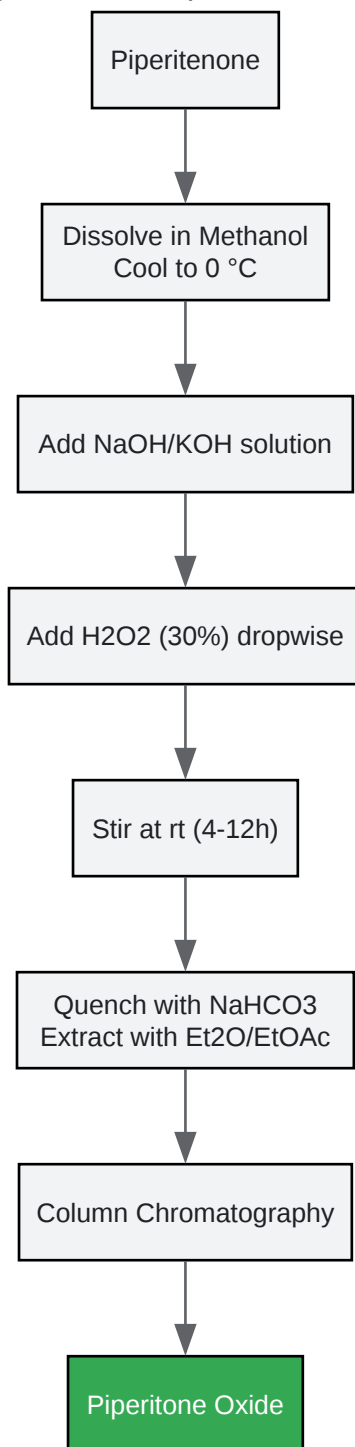 Piperitenone
Dissolve in Methanol
Cool to 0 °C
Add NaOH/KOH solution
Add H2O2 (30%) dropwise
Stir at rt (4-12h)
Quench with NaHCO3
Extract with Et2O/EtOAc
Column Chromatography
Piperitone Oxide